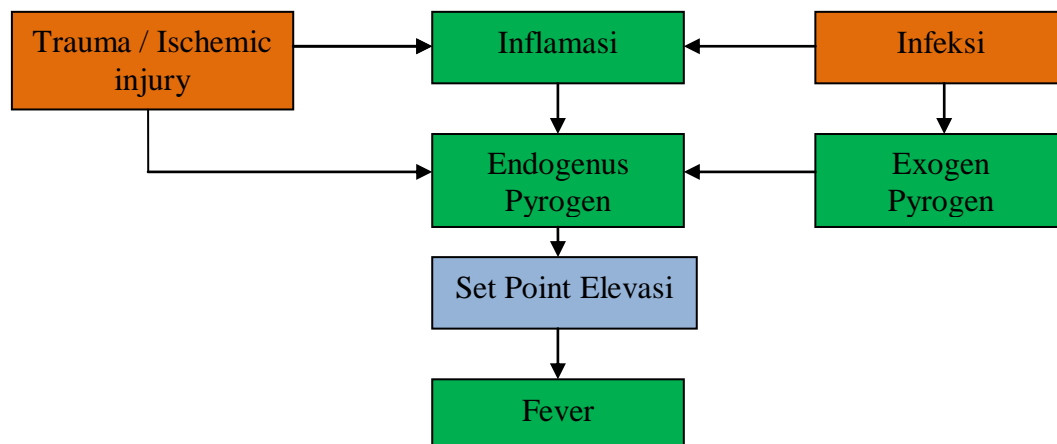 Trauma / Ischemic
injury
Inflamasi
Infeksi
Endogenus
Pyrogen
Exogen
Pyrogen
Set Point Elevasi
Fever